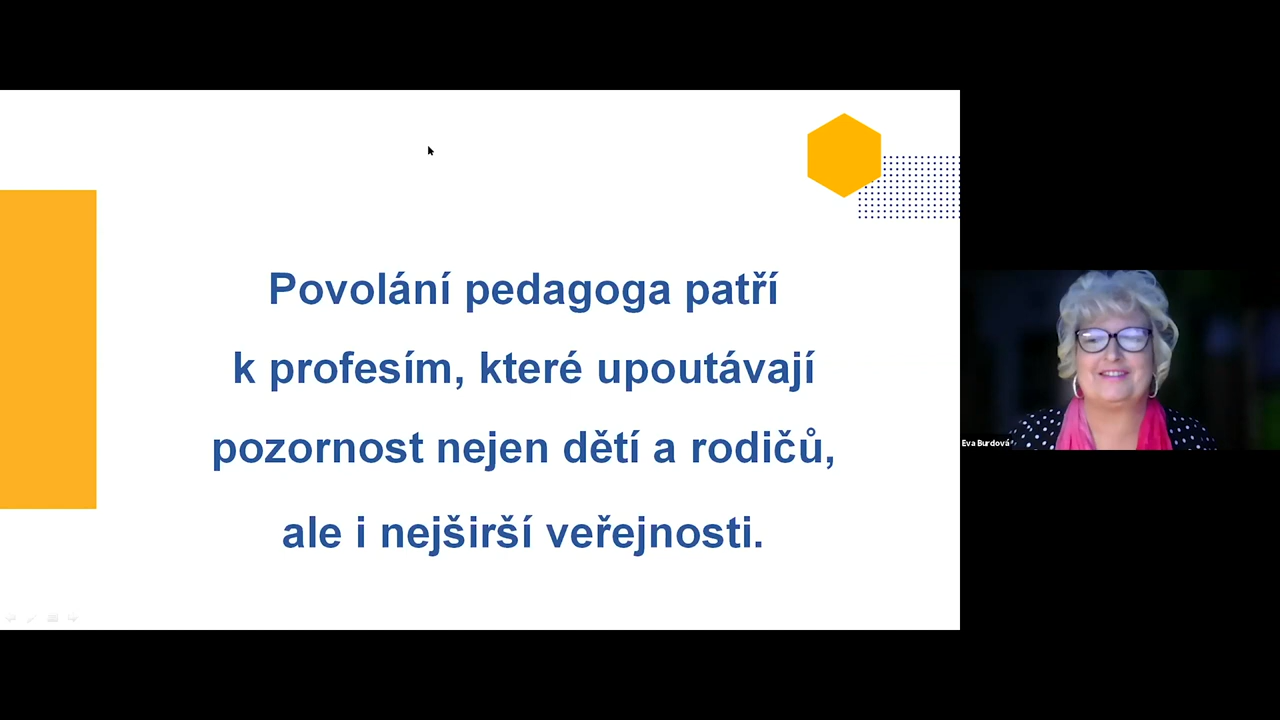 Povolání pedagoga patří
k profesím, které upoutávají
pozornost nejen dětí a rodičů,
ale i nejširší veřejnosti.
Eva Burdová